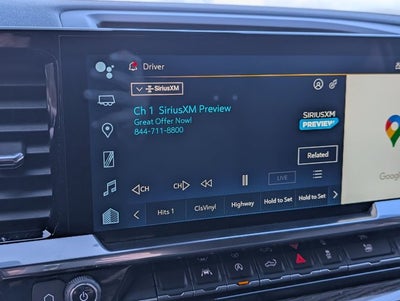 Driver
SiriusXM
Ch 1 SiriusXM Preview
Great Offer Now!
844-711-8800
SIRIUSXM
PREVIEW
Related
CH
CH
LIVE
Hits 1
ClsVinyl
Highway
Hold to Set
Hold to Set
Google